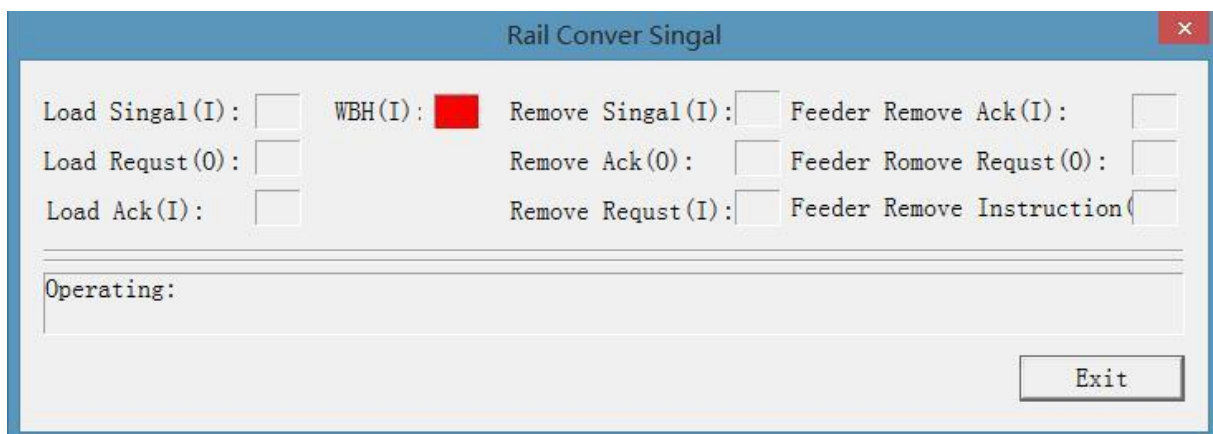 Rail Conver Singal
Load Singal(I): WBH(I): Remove Singal(I): Feeder Remove Ack(I):
Load Requst(O): Remove Ack(O): Feeder Romove Requst(O):
Load Ack(I): Remove Requst(I): Feeder Remove Instruction(
Operating:
Exit